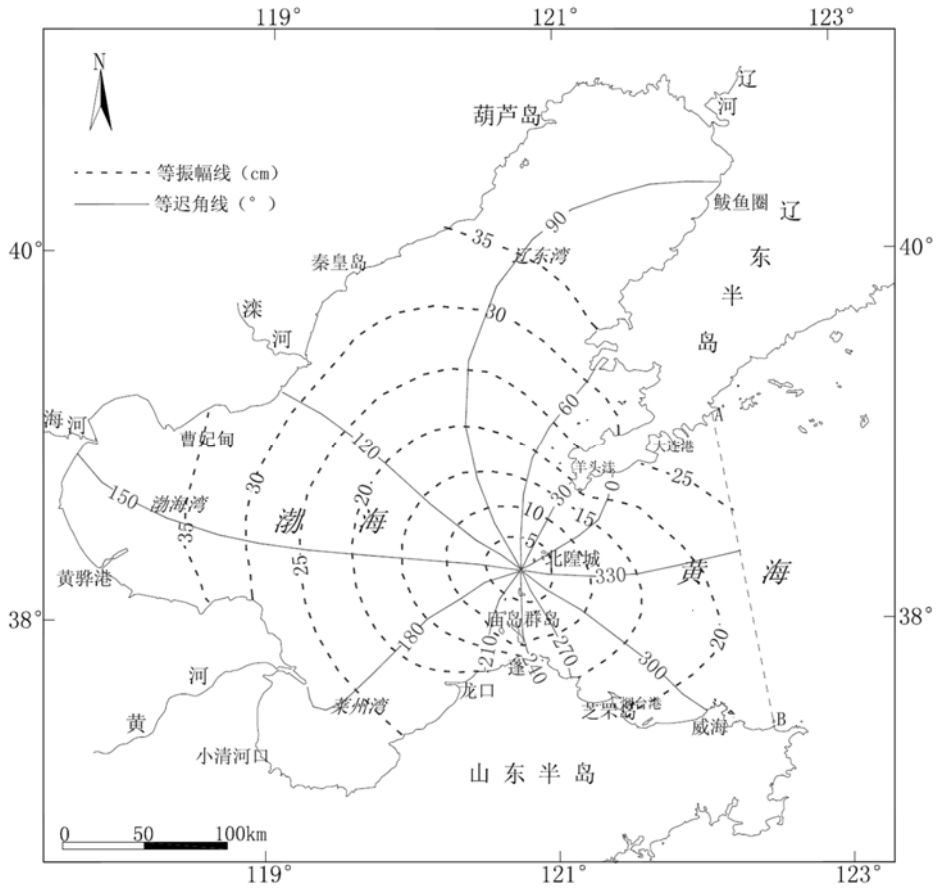 119°
121°
123°
N
辽
河
葫芦岛
等振幅线（cm）
等迟角线（°）
鲅鱼圈
辽
东
半
岛
90
35
40°
40°
辽东湾
秦皇岛
滦
河
30
60
A
海河
曹妃甸
120
大连港
羊头洼
30
0
25
150
渤海湾
30
20
10
15
渤 海
5
35
25
北隍城
黄骅港
330
黄 海
38°
38°
180
庙岛群岛
210
240
270
20
300
蓬
龙口
河
黄
莱州湾
芝罘岛
烟台港
威海
B
小清河口
山东半岛
0 50 100km
119°
121°
123°